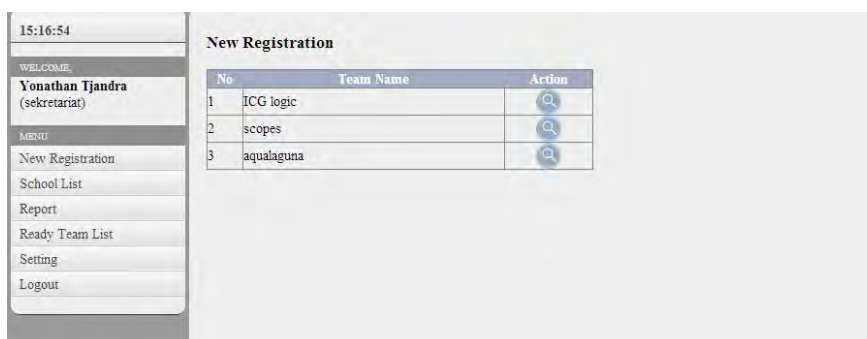 15:16:54
WELCOME,
Yonathan Tjandra
(sekretariat)
MENU
New Registration
School List
Report
Ready Team List
Setting
Logout
New Registration
No Team Name Action
1 ICG logic
2 scopes
3 aqualaguna